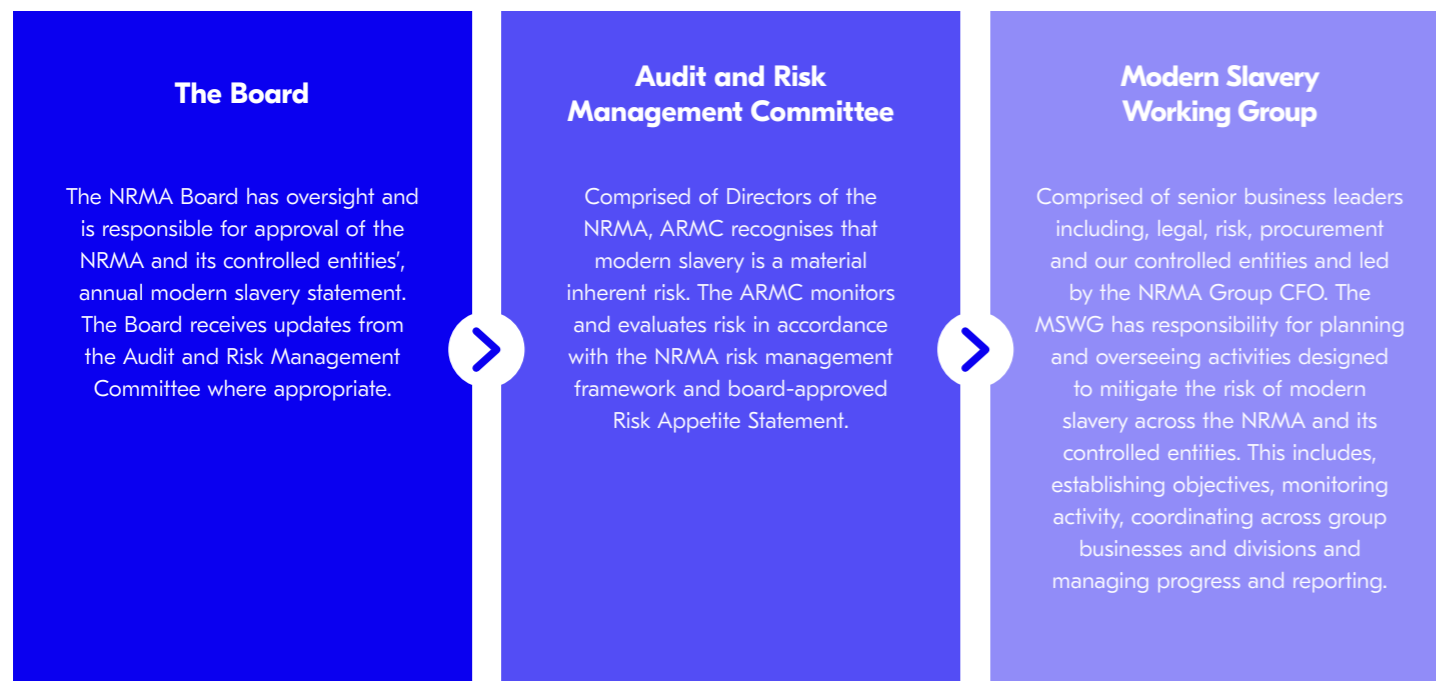 The Board
The NRMA Board has oversight and
is responsible for approval of the
NRMA and its controlled entities’,
annual modern slavery statement.
The Board receives updates from
the Audit and Risk Management
Committee where appropriate.
Audit and Risk
Management Committee
Comprised of Directors of the
NRMA, ARMC recognises that
modern slavery is a material
inherent risk. The ARMC monitors
and evaluates risk in accordance
with the NRMA risk management
framework and board-approved
Risk Appetite Statement.
Modern Slavery
Working Group
Comprised of senior business leaders
including, legal, risk, procurement
and our controlled entities and led
by the NRMA Group CFO. The
MSWG has responsibility for planning
and overseeing activities designed
to mitigate the risk of modern
slavery across the NRMA and its
controlled entities. This includes,
establishing objectives, monitoring
activity, coordinating across group
businesses and divisions and
managing progress and reporting.